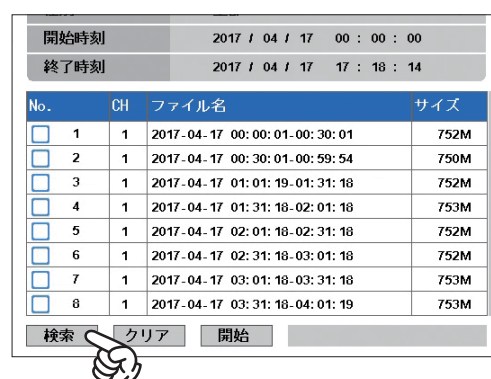 開始時刻 2017 / 04 / 17 00 : 00 : 00
終了時刻 2017 / 04 / 17 17 : 18 : 14
No. CH ファイル名 サイズ
1 1 2017-04-17 00:00:01-00:30:01 752M
2 1 2017-04-17 00:30:01-00:59:54 750M
3 1 2017-04-17 01:01:19-01:31:18 752M
4 1 2017-04-17 01:31:18-02:01:18 753M
5 1 2017-04-17 02:01:18-02:31:18 752M
6 1 2017-04-17 02:31:18-03:01:18 752M
7 1 2017-04-17 03:01:18-03:31:18 753M
8 1 2017-04-17 03:31:18-04:01:19 753M
検索 クリア 開始